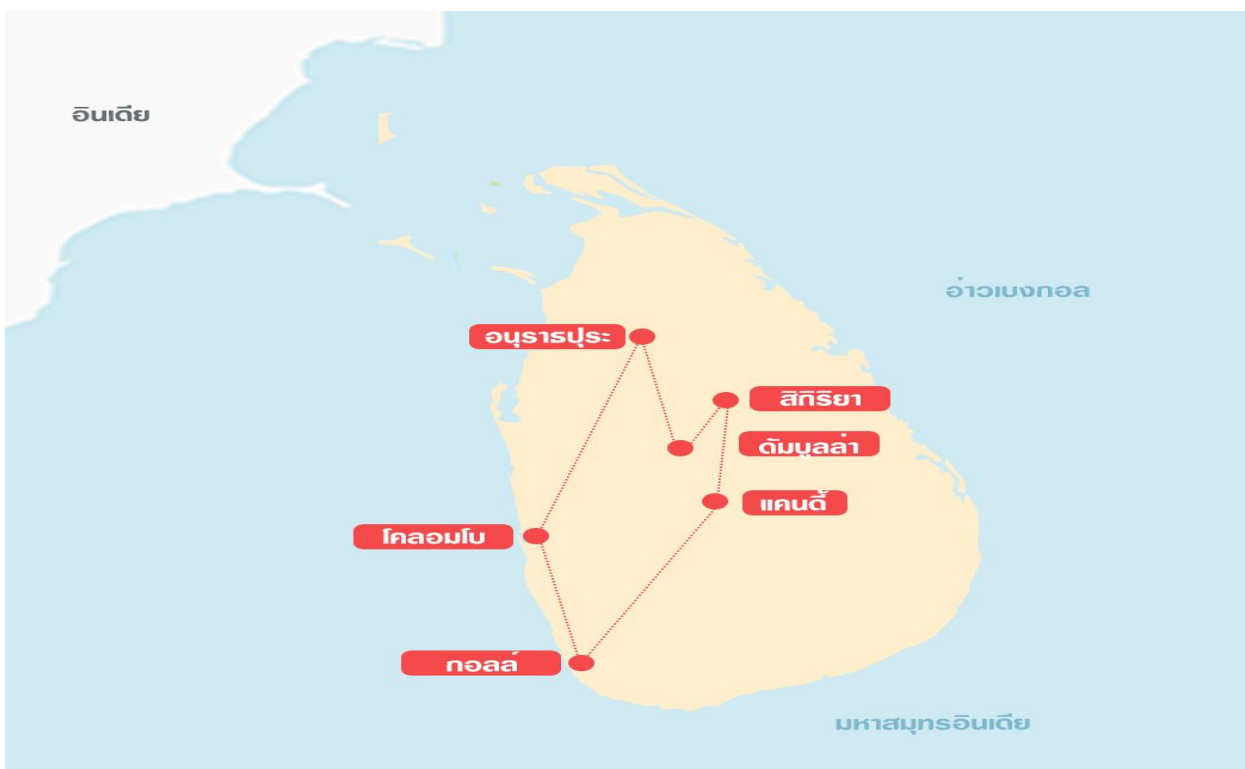 อินเดีย
อ่าวเบงกอล
อนุราธปุระ
สิกิริยา
ดัมบูลล่า
แคนดี้
โคลอมโบ
กอลล์
มหาสมุทรอินเดีย